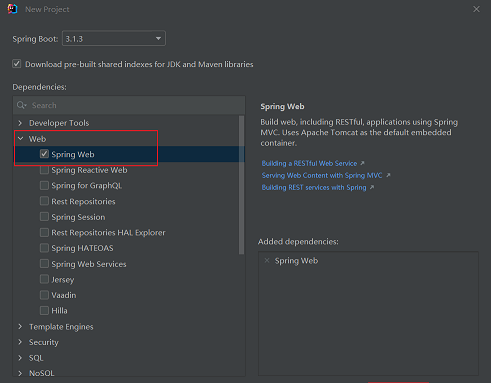 New Project
Spring Boot: 3.1.3
Download pre-built shared indexes for JDK and Maven libraries
Dependencies:
Search
Developer Tools
Web
Spring Web
Spring Reactive Web
Spring for GraphQL
Rest Repositories
Spring Session
Rest Repositories HAL Explorer
Spring HATEOAS
Spring Web Services
Jersey
Vaadin
Hilla
Template Engines
Security
SQL
NoSQL
Spring Web
Build web, including RESTful, applications using Spring
MVC. Uses Apache Tomcat as the default embedded
container.
Building a RESTful Web Service ↗
Serving Web Content with Spring MVC ↗
Building REST services with Spring ↗
Added dependencies:
× Spring Web